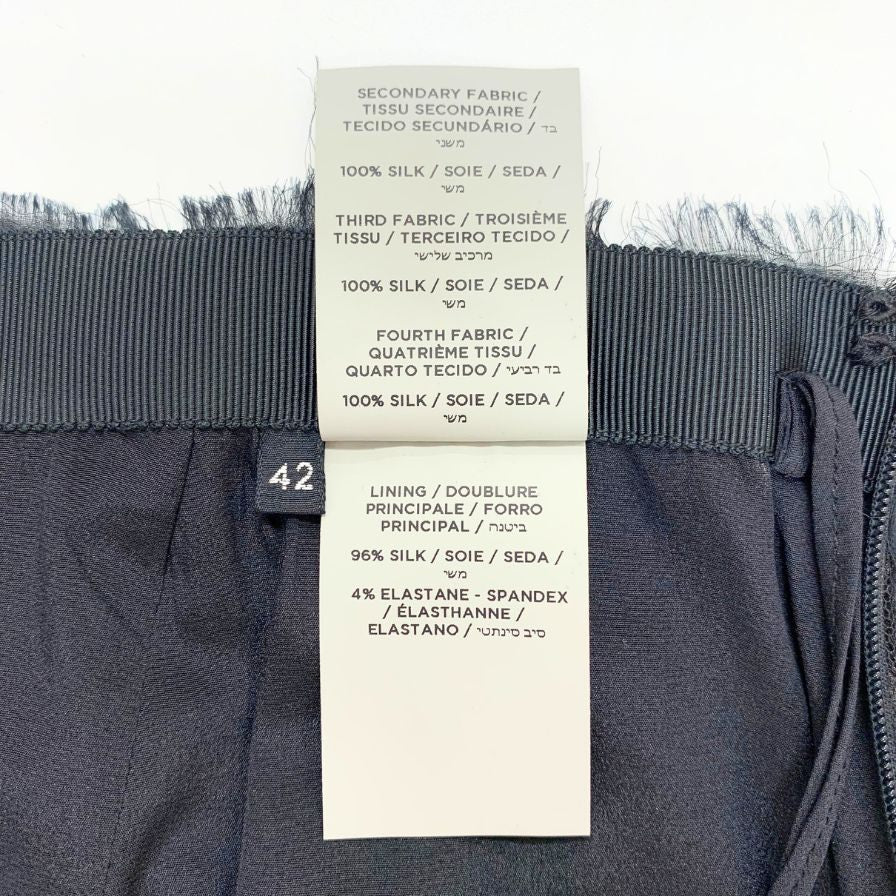 SECONDARY FABRIC /
TISSU SECONDAIRE /
TECIDO SECUNDÁRIO / בד
משני
100% SILK / SOIE / SEDA /
משי
THIRD FABRIC / TROISIÈME
TISSU / TERCEIRO TECIDO /
מרכיב שלישי
100% SILK / SOIE / SEDA /
משי
FOURTH FABRIC /
QUATRIÈME TISSU /
QUARTO TECIDO / בד רביעי
100% SILK / SOIE / SEDA /
משי
42
LINING / DOUBLURE
PRINCIPALE / FORRO
PRINCIPAL / ביטנה
96% SILK / SOIE / SEDA /
משי
4% ELASTANE - SPANDEX
/ ÉLASTHANNE /
ELASTANO / סיב סינתטי